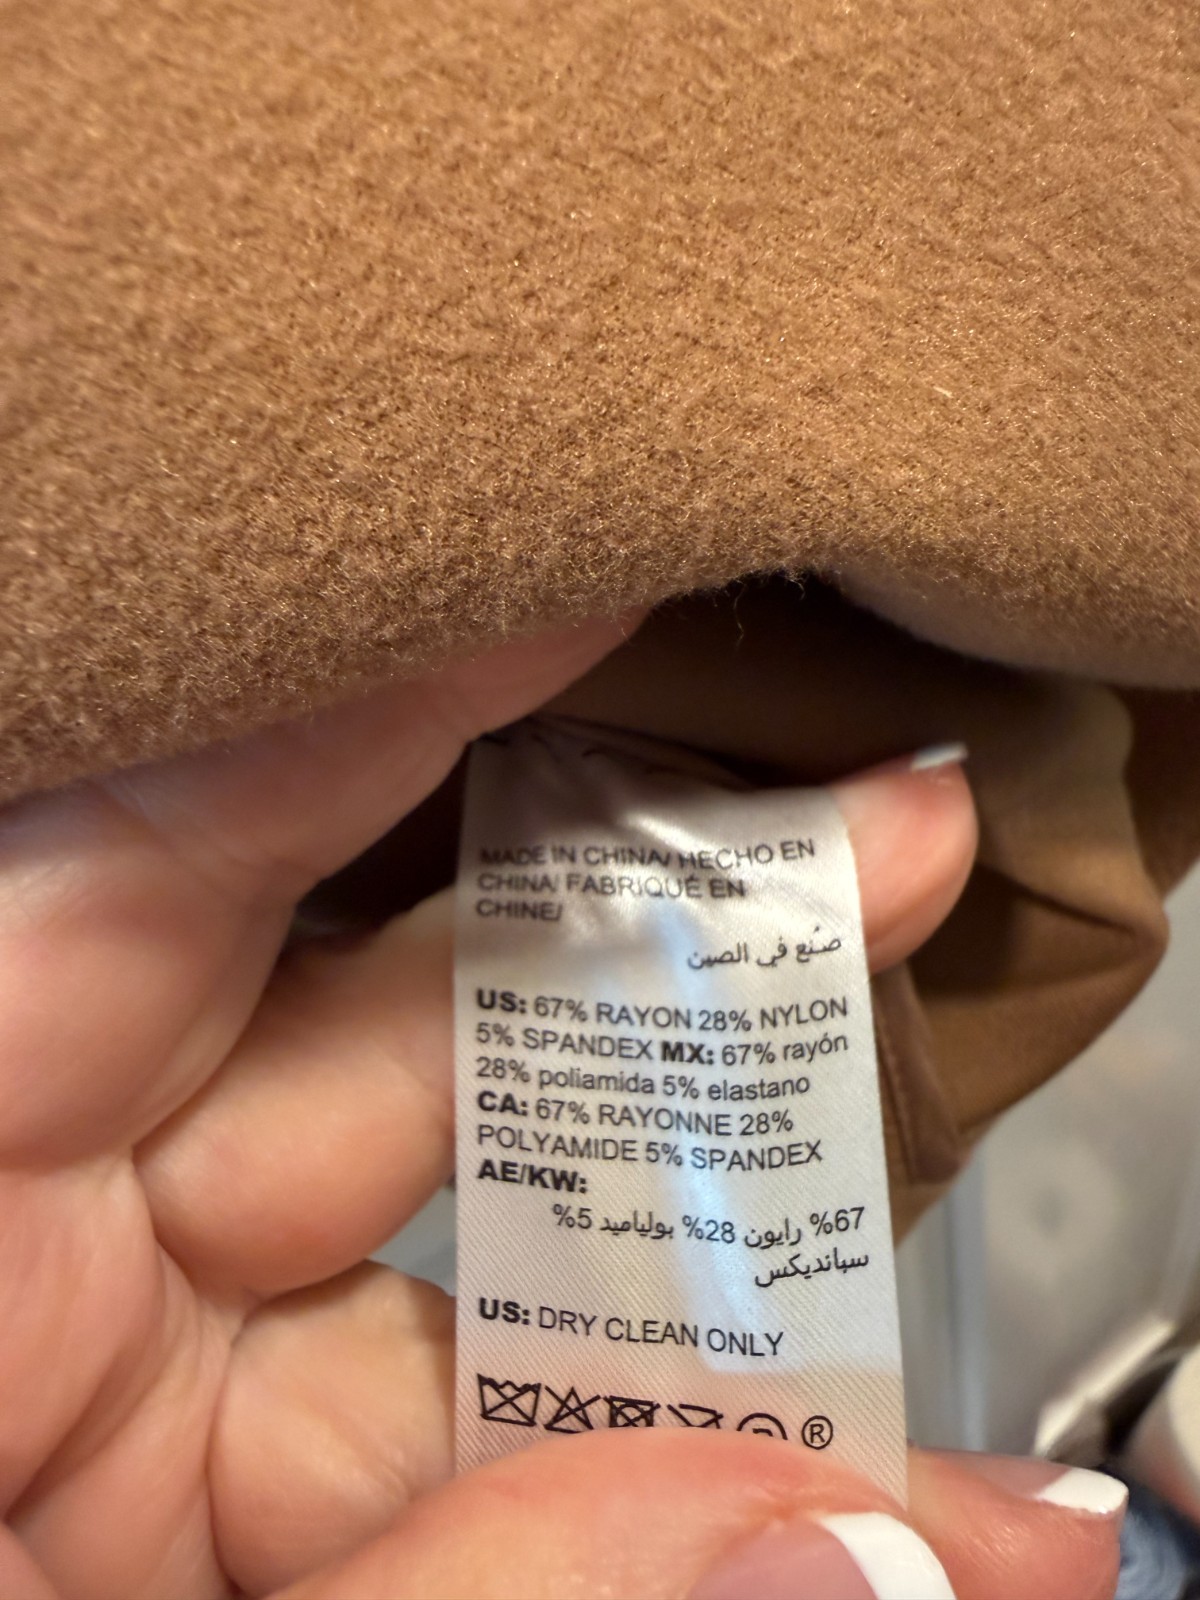 MADE IN CHINA/ HECHO EN
CHINA/ FABRIQUÉ EN
CHINE/
صُنع في الصين
US: 67% RAYON 28% NYLON
5% SPANDEX MX: 67% rayón
28% poliamida 5% elastano
CA: 67% RAYONNE 28%
POLYAMIDE 5% SPANDEX
AE/KW:
67% رايون 28% بولياميد 5%
سبانديكس
US: DRY CLEAN ONLY
®